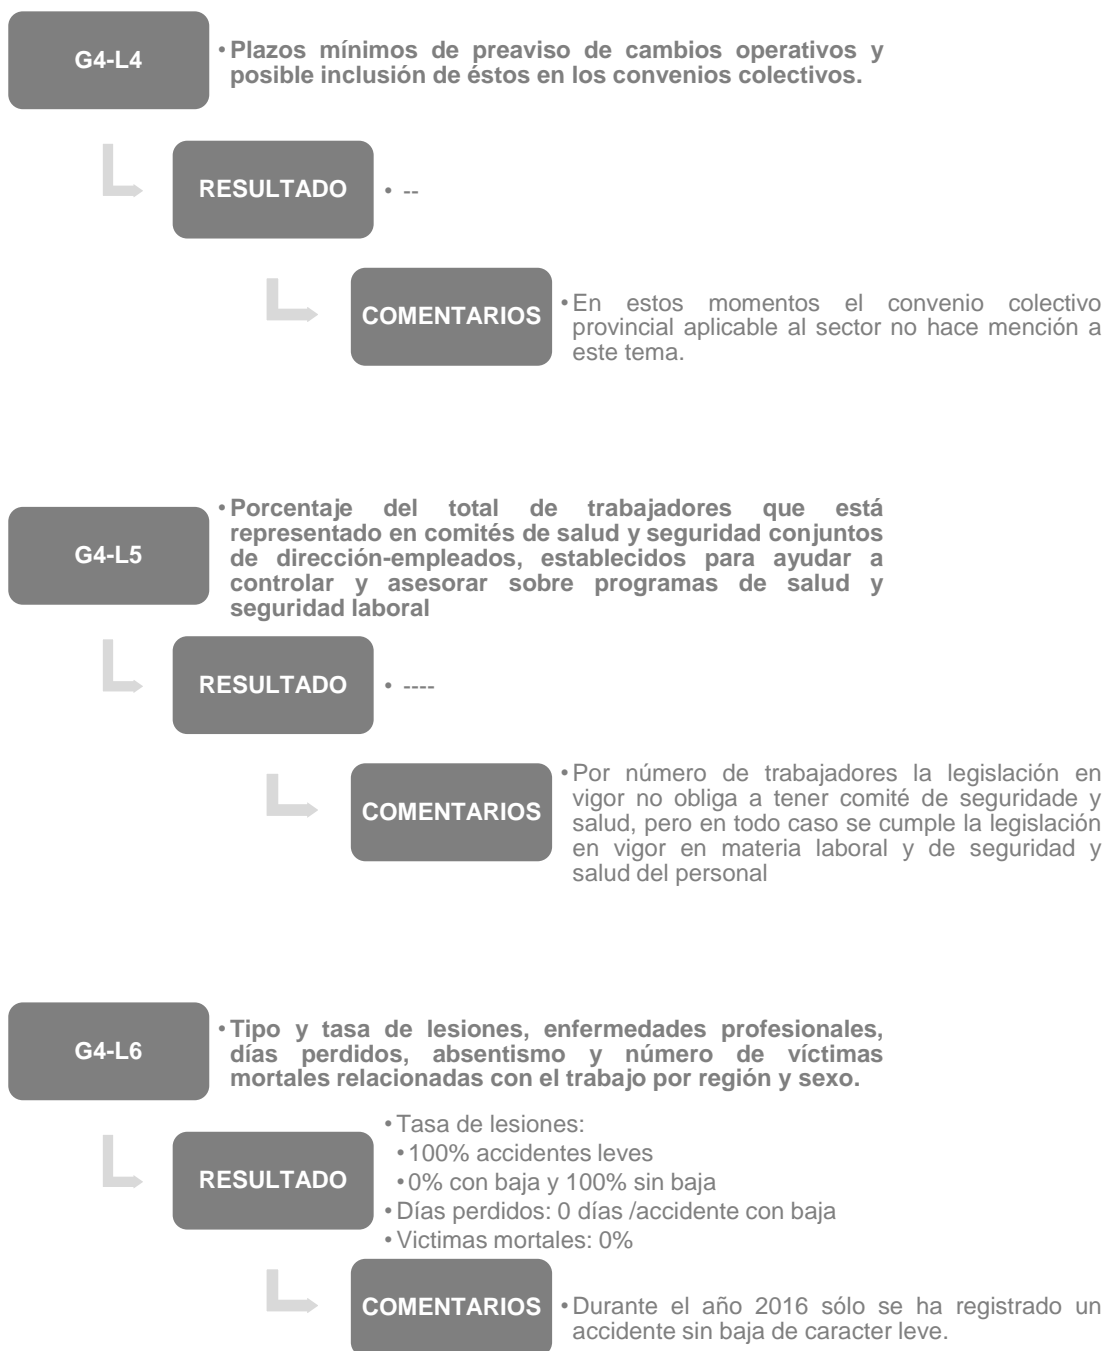 G4-L4
• Plazos mínimos de preaviso de cambios operativos y
posible inclusión de éstos en los convenios colectivos.
RESULTADO
• --
COMENTARIOS
• En estos momentos el convenio colectivo
provincial aplicable al sector no hace mención a
este tema.
G4-L5
• Porcentaje del total de trabajadores que está
representado en comités de salud y seguridad conjuntos
de dirección-empleados, establecidos para ayudar a
controlar y asesorar sobre programas de salud y
seguridad laboral
RESULTADO
• ----
COMENTARIOS
• Por número de trabajadores la legislación en
vigor no obliga a tener comité de seguridade y
salud, pero en todo caso se cumple la legislación
en vigor en materia laboral y de seguridad y
salud del personal
G4-L6
• Tipo y tasa de lesiones, enfermedades profesionales,
días perdidos, absentismo y número de víctimas
mortales relacionadas con el trabajo por región y sexo.
RESULTADO
• Tasa de lesiones:
• 100% accidentes leves
• 0% con baja y 100% sin baja
• Días perdidos: 0 días /accidente con baja
• Victimas mortales: 0%
COMENTARIOS
• Durante el año 2016 sólo se ha registrado un
accidente sin baja de caracter leve.